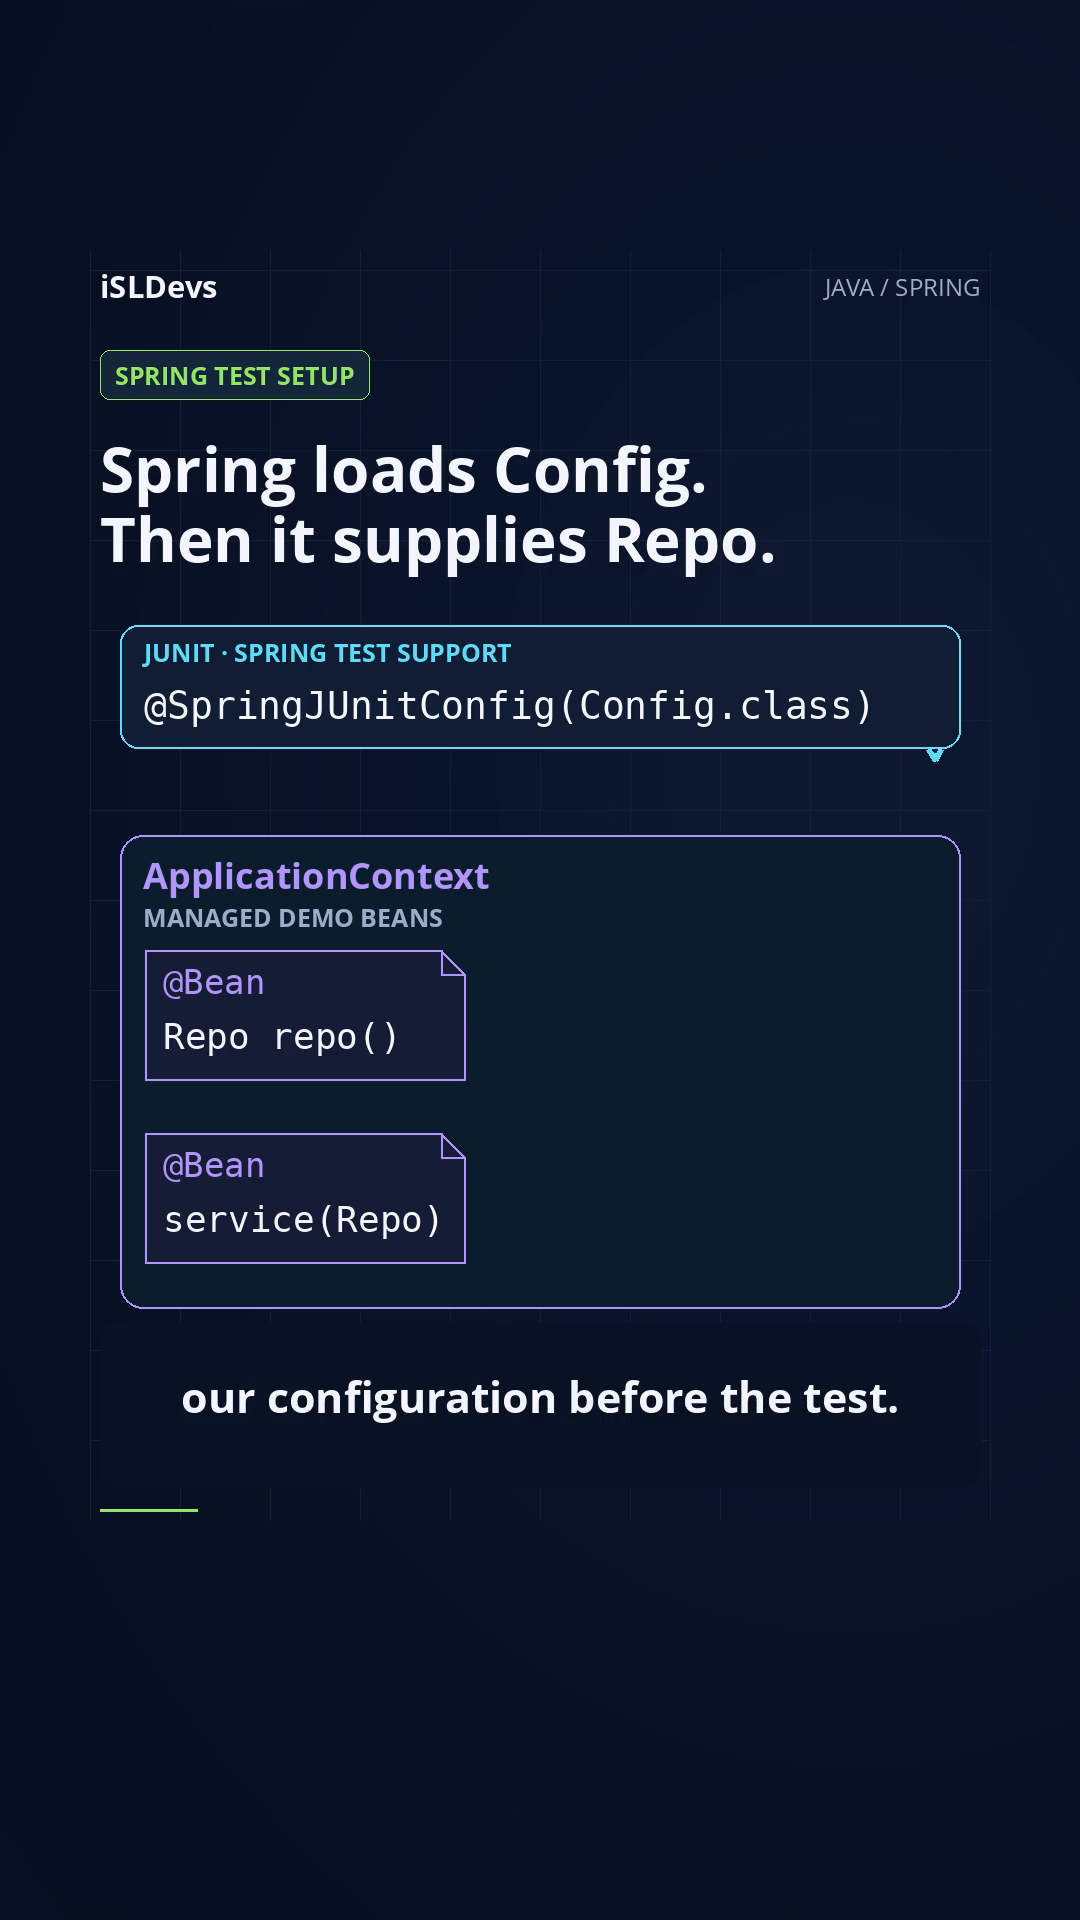 iSLDevs
JAVA / SPRING
SPRING TEST SETUP
Spring loads Config.
Then it supplies Repo.
JUNIT · SPRING TEST SUPPORT
@SpringJUnitConfig(Config.class)
ApplicationContext
MANAGED DEMO BEANS
@Bean
Repo repo()
@Bean
service(Repo)
our configuration before the test.